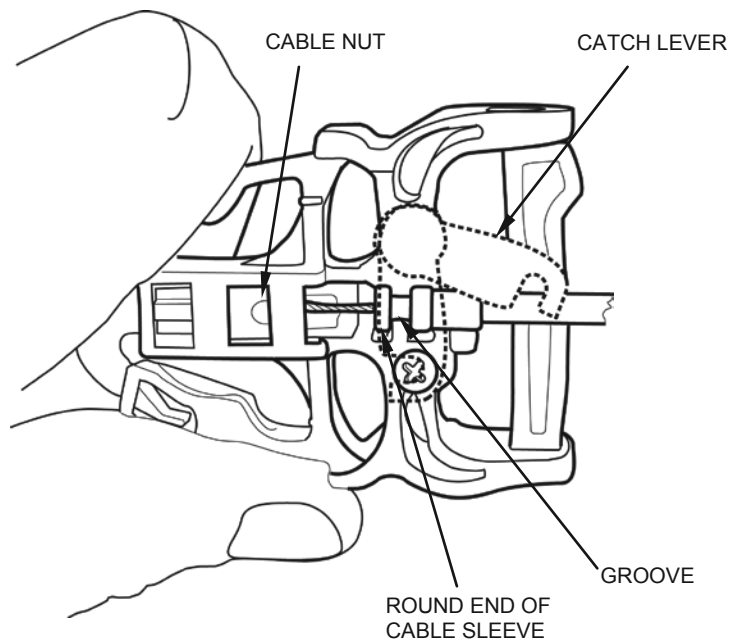 CABLE NUT
CATCH LEVER
GROOVE
ROUND END OF
CABLE SLEEVE